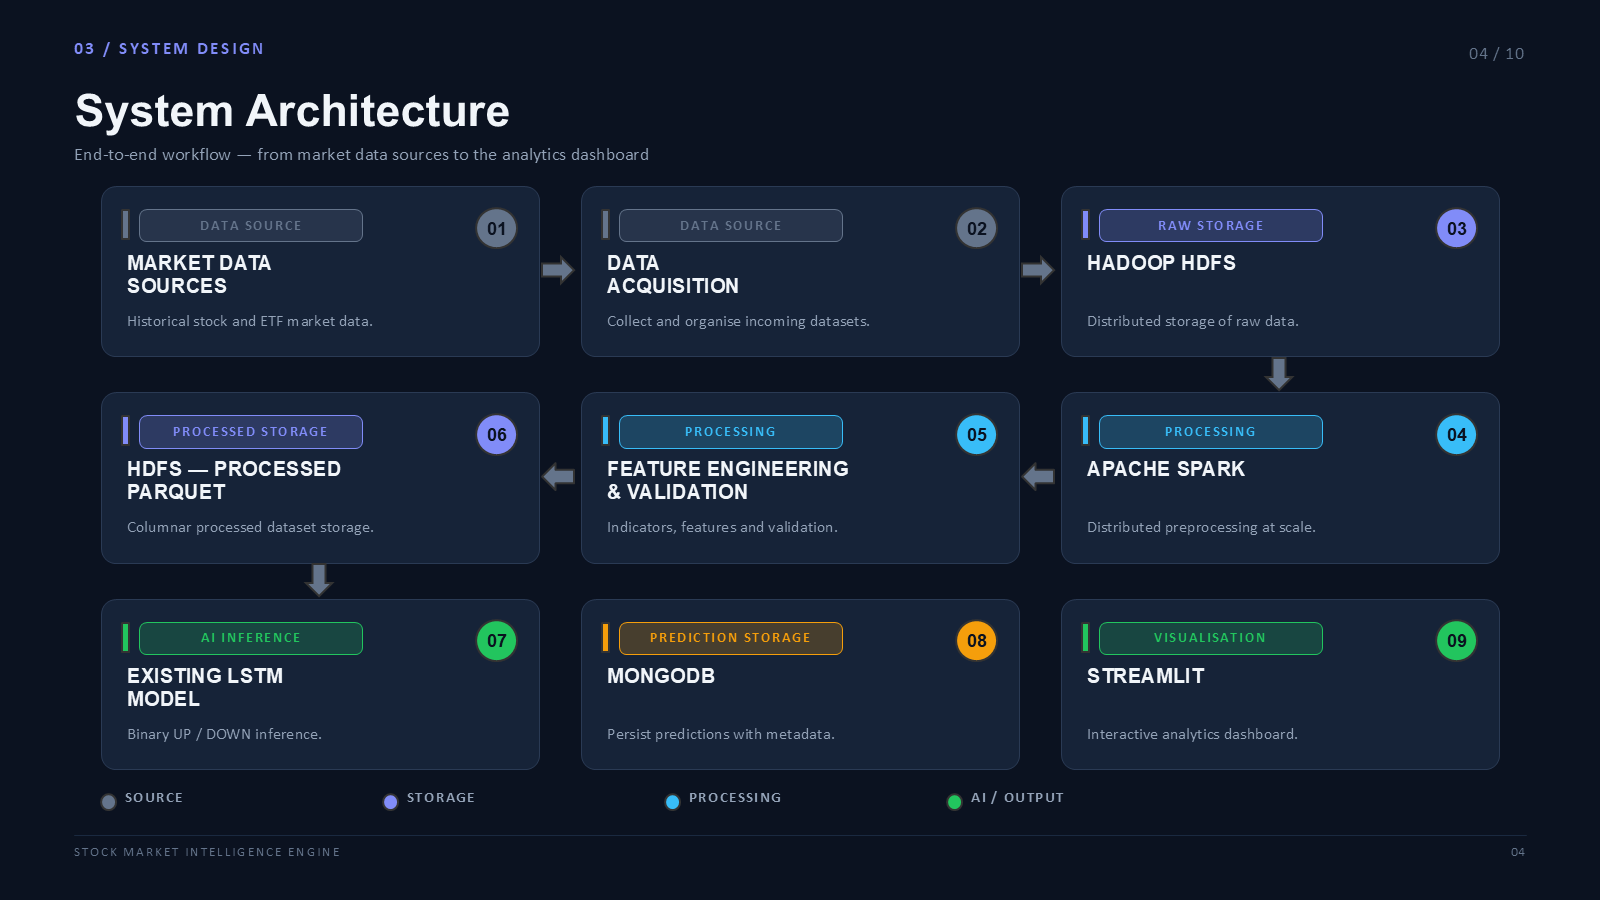 03 / SYSTEM DESIGN
04 / 10
System Architecture
End-to-end workflow — from market data sources to the analytics dashboard
DATA SOURCE
01
MARKET DATA
SOURCES
Historical stock and ETF market data.
DATA SOURCE
02
DATA
ACQUISITION
Collect and organise incoming datasets.
RAW STORAGE
03
HADOOP HDFS
Distributed storage of raw data.
PROCESSED STORAGE
06
HDFS — PROCESSED
PARQUET
Columnar processed dataset storage.
PROCESSING
05
FEATURE ENGINEERING
& VALIDATION
Indicators, features and validation.
PROCESSING
04
APACHE SPARK
Distributed preprocessing at scale.
AI INFERENCE
07
EXISTING LSTM
MODEL
Binary UP / DOWN inference.
PREDICTION STORAGE
08
MONGODB
Persist predictions with metadata.
VISUALISATION
09
STREAMLIT
Interactive analytics dashboard.
SOURCE
STORAGE
PROCESSING
AI / OUTPUT
STOCK MARKET INTELLIGENCE ENGINE
04